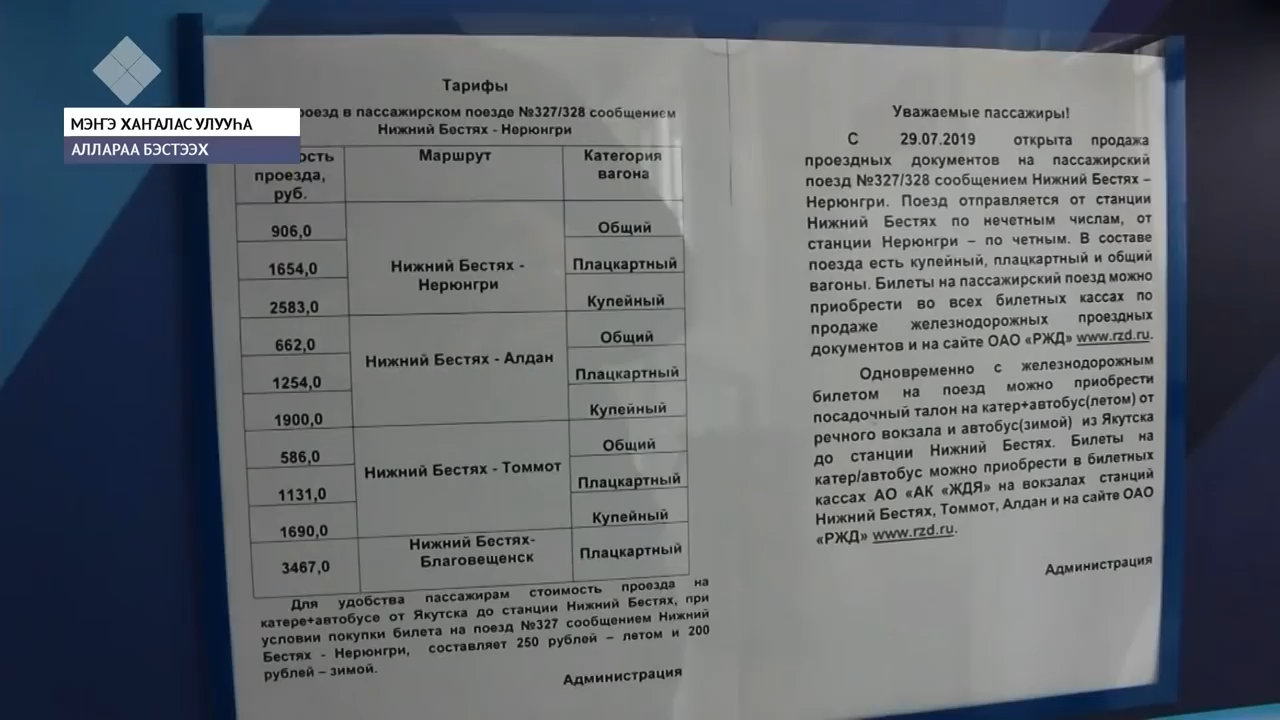 МЭҤЭ ХАҤАЛАС УЛУУҺА
АЛЛАРАА БЭСТЭЭХ
Тарифы
в пассажирском поезде №327/328 сообщением
Нижний Бестях - Нерюнгри
Маршрут
Категория
вагона
проезда,
руб.
906,0
1654,0
2583,0
Нижний Бестях -
Нерюнгри
Общий
Плацкартный
Купейный
662,0
1254,0
1900,0
Нижний Бестях - Алдан
Общий
Плацкартный
Купейный
586,0
1131,0
1690,0
Нижний Бестях - Томмот
Общий
Плацкартный
Купейный
3467,0
Нижний Бестях-
Благовещенск
Плацкартный
Для удобства пассажирам стоимость проезда на
катере+автобусе от Якутска до станции Нижний Бестях, при
условии покупки билета на поезд №327 сообщением Нижний
Бестях - Нерюнгри, составляет 250 рублей – летом и 200
рублей – зимой.
Администрация
Уважаемые пассажиры!
С 29.07.2019 открыта продажа
проездных документов на пассажирский
поезд №327/328 сообщением Нижний Бестях –
Нерюнгри. Поезд отправляется от станции
Нижний Бестях по нечетным числам, от
станции Нерюнгри – по четным. В составе
поезда есть купейный, плацкартный и общий
вагоны. Билеты на пассажирский поезд можно
приобрести во всех билетных кассах по
продаже железнодорожных проездных
документов и на сайте ОАО «РЖД» www.rzd.ru.
Одновременно с железнодорожным
билетом на поезд можно приобрести
посадочный талон на катер+автобус(летом) от
речного вокзала и автобус(зимой) из Якутска
до станции Нижний Бестях. Билеты на
катер/автобус можно приобрести в билетных
кассах АО «АК «ЖДЯ» на вокзалах станций
Нижний Бестях, Томмот, Алдан и на сайте ОАО
«РЖД» www.rzd.ru.
Администрация